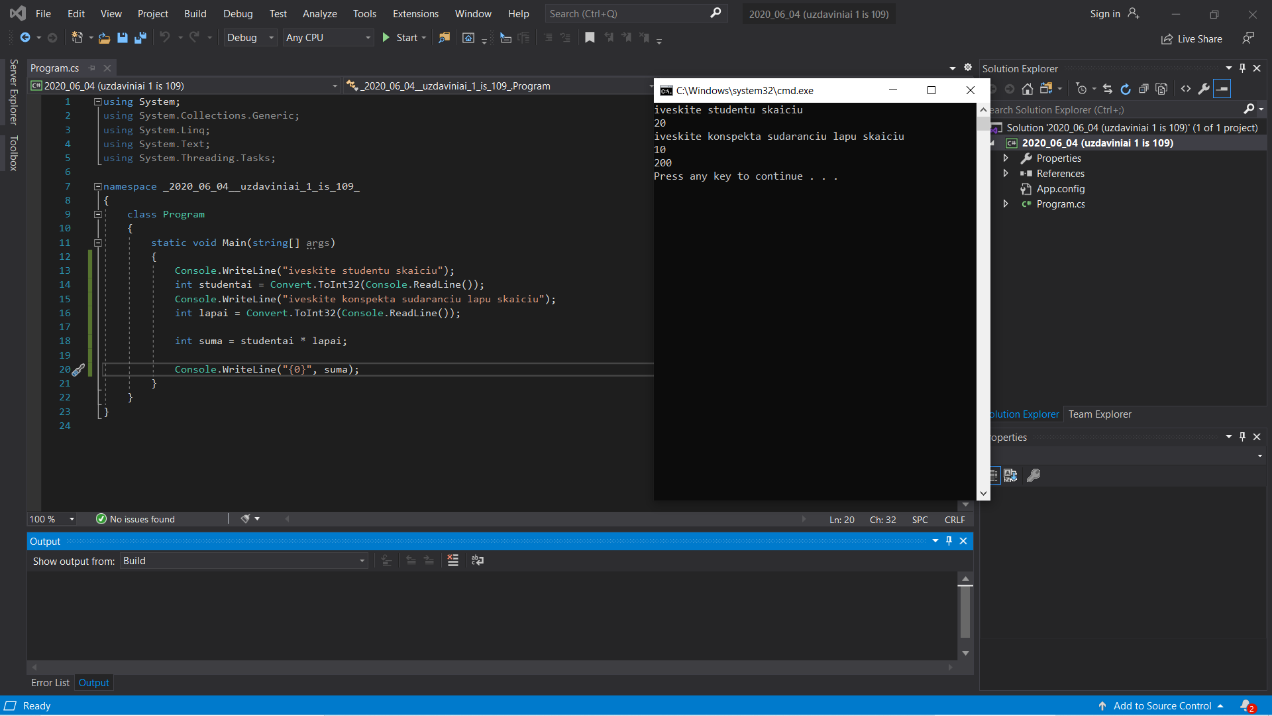 File Edit View Project Build Debug Test Analyze Tools Extensions Window Help Search (Ctrl+Q) 2020_06_04 (uzdaviniai 1 is 109) Sign in
Debug Any CPU Start Live Share
Server Explorer
Toolbox
Program.cs
2020_06_04 (uzdaviniai 1 is 109) _2020_06_04__uzdaviniai_1_is_109_.Program
1 using System;
2 using System.Collections.Generic;
3 using System.Linq;
4 using System.Text;
5 using System.Threading.Tasks;
6
7 namespace _2020_06_04__uzdaviniai_1_is_109_
8 {
9 class Program
10 {
11 static void Main(string[] args)
12 {
13 Console.WriteLine("iveskite studentu skaiciu");
14 int studentai = Convert.ToInt32(Console.ReadLine());
15 Console.WriteLine("iveskite konspekta sudaranciu lapu skaiciu");
16 int lapai = Convert.ToInt32(Console.ReadLine());
17
18 int suma = studentai * lapai;
19
20 Console.WriteLine("{0}", suma);
21 }
22 }
23 }
24
100 % No issues found Ln: 20 Ch: 32 SPC CRLF
C:\Windows\system32\cmd.exe
iveskite studentu skaiciu
20
iveskite konspekta sudaranciu lapu skaiciu
10
200
Press any key to continue . . .
Solution Explorer
earch Solution Explorer (Ctrl+;)
Solution '2020_06_04 (uzdaviniai 1 is 109)' (1 of 1 project)
2020_06_04 (uzdaviniai 1 is 109)
Properties
References
App.config
Program.cs
olution Explorer Team Explorer
operties
Output
Show output from: Build
Error List Output
Ready Add to Source Control 2